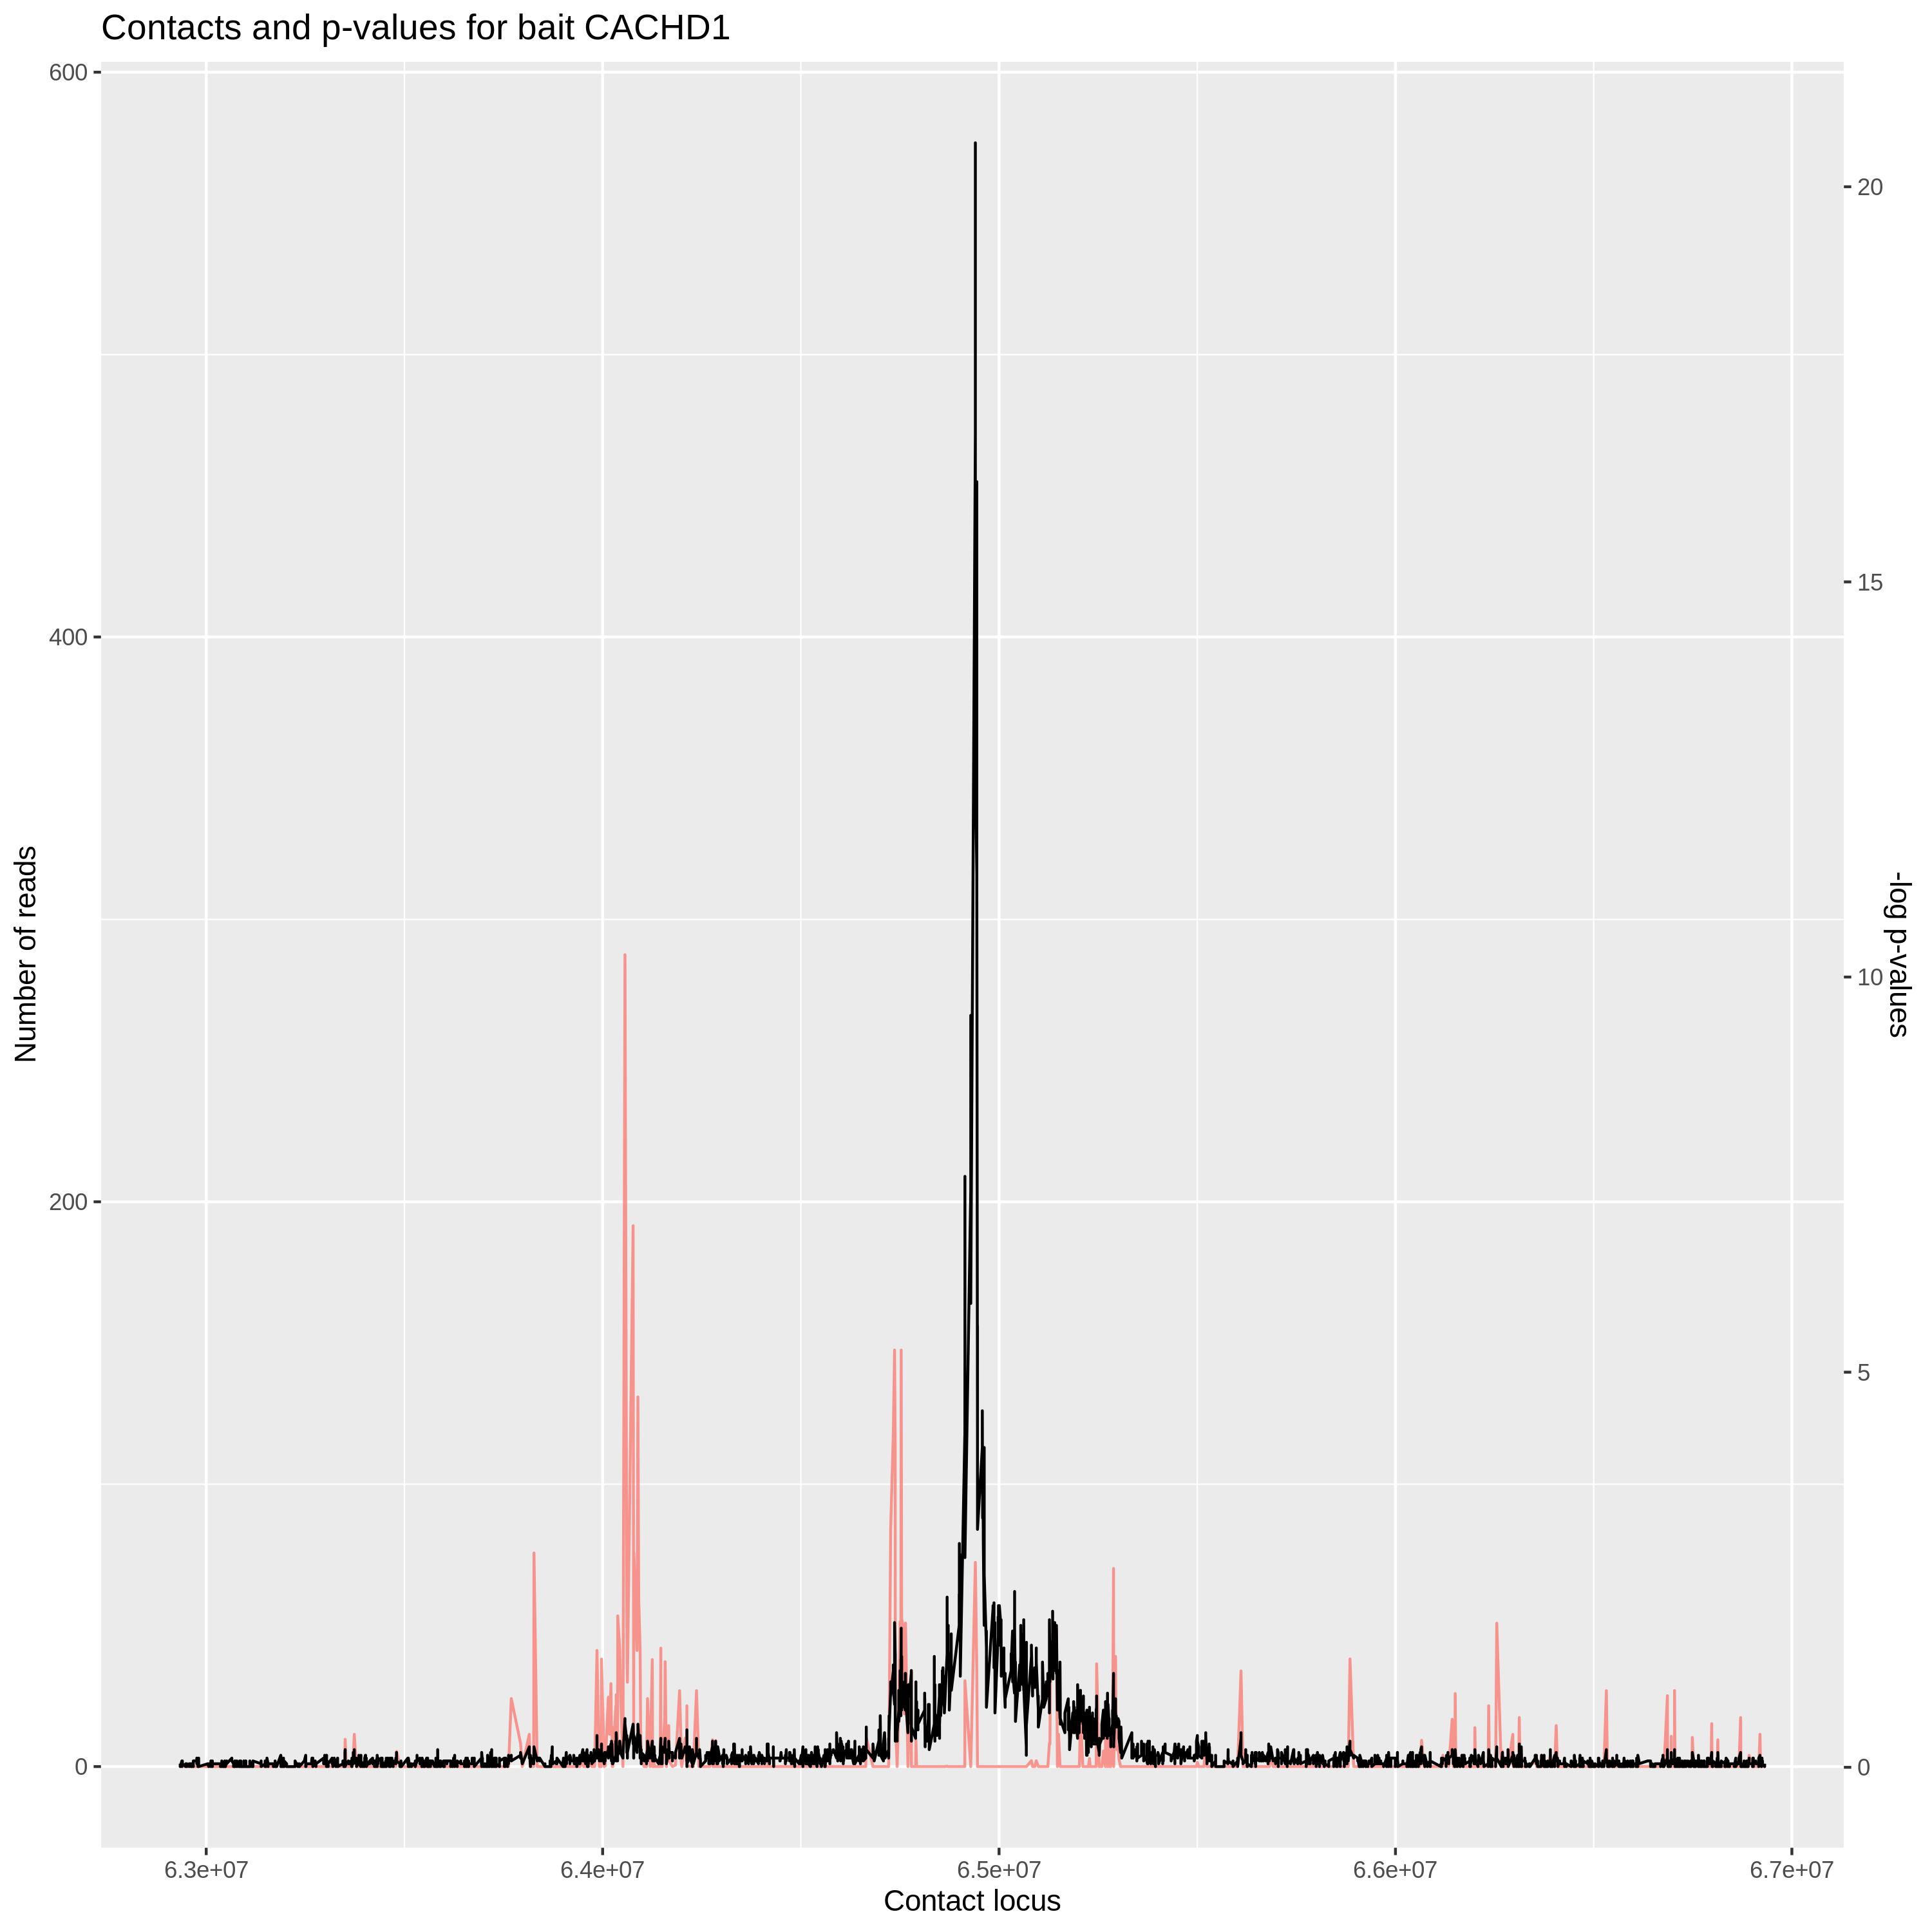 Contacts and p-values for bait CACHD1
600
400
200
0
Number of reads
20
15
10
5
0
-log p-values
6.3e+07
6.4e+07
6.5e+07
6.6e+07
6.7e+07
Contact locus